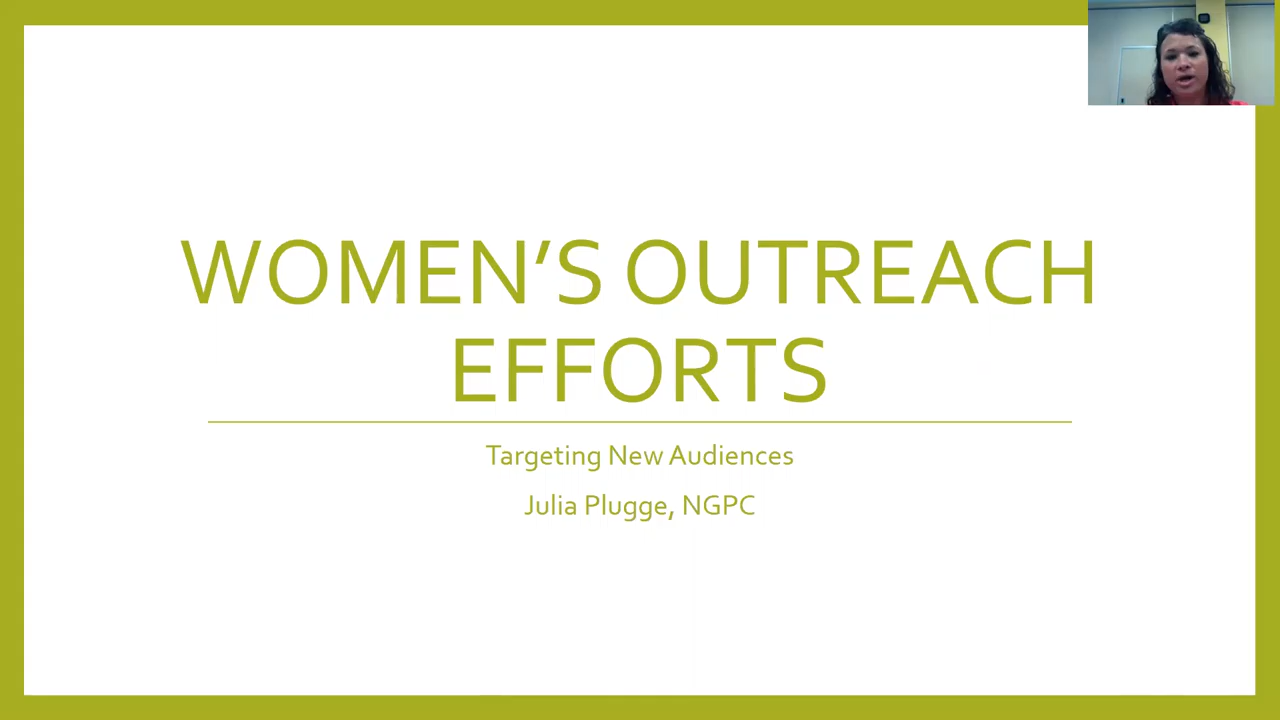 WOMEN’S OUTREACH
EFFORTS
Targeting New Audiences
Julia Plugge, NGPC